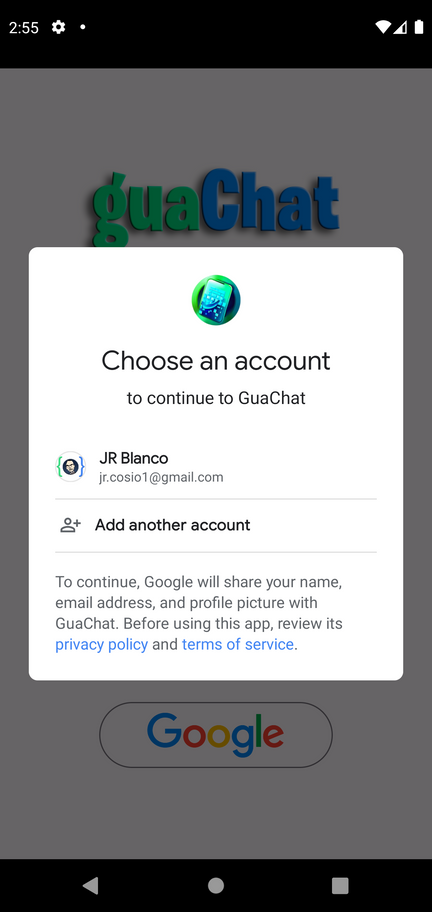 2:55
guaChat
Choose an account
to continue to GuaChat
JR Blanco
jr.cosio1@gmail.com
Add another account
To continue, Google will share your name,
email address, and profile picture with
GuaChat. Before using this app, review its
privacy policy and terms of service.
Google